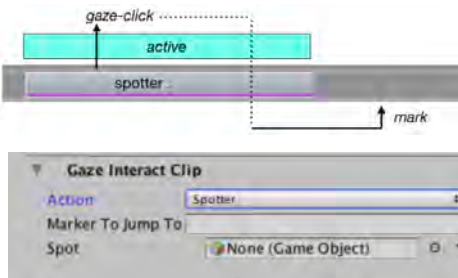 gaze-click
active
spotter
mark
Gaze Interact Clip
Action Spotter
Marker To Jump To
Spot None (Game Object)